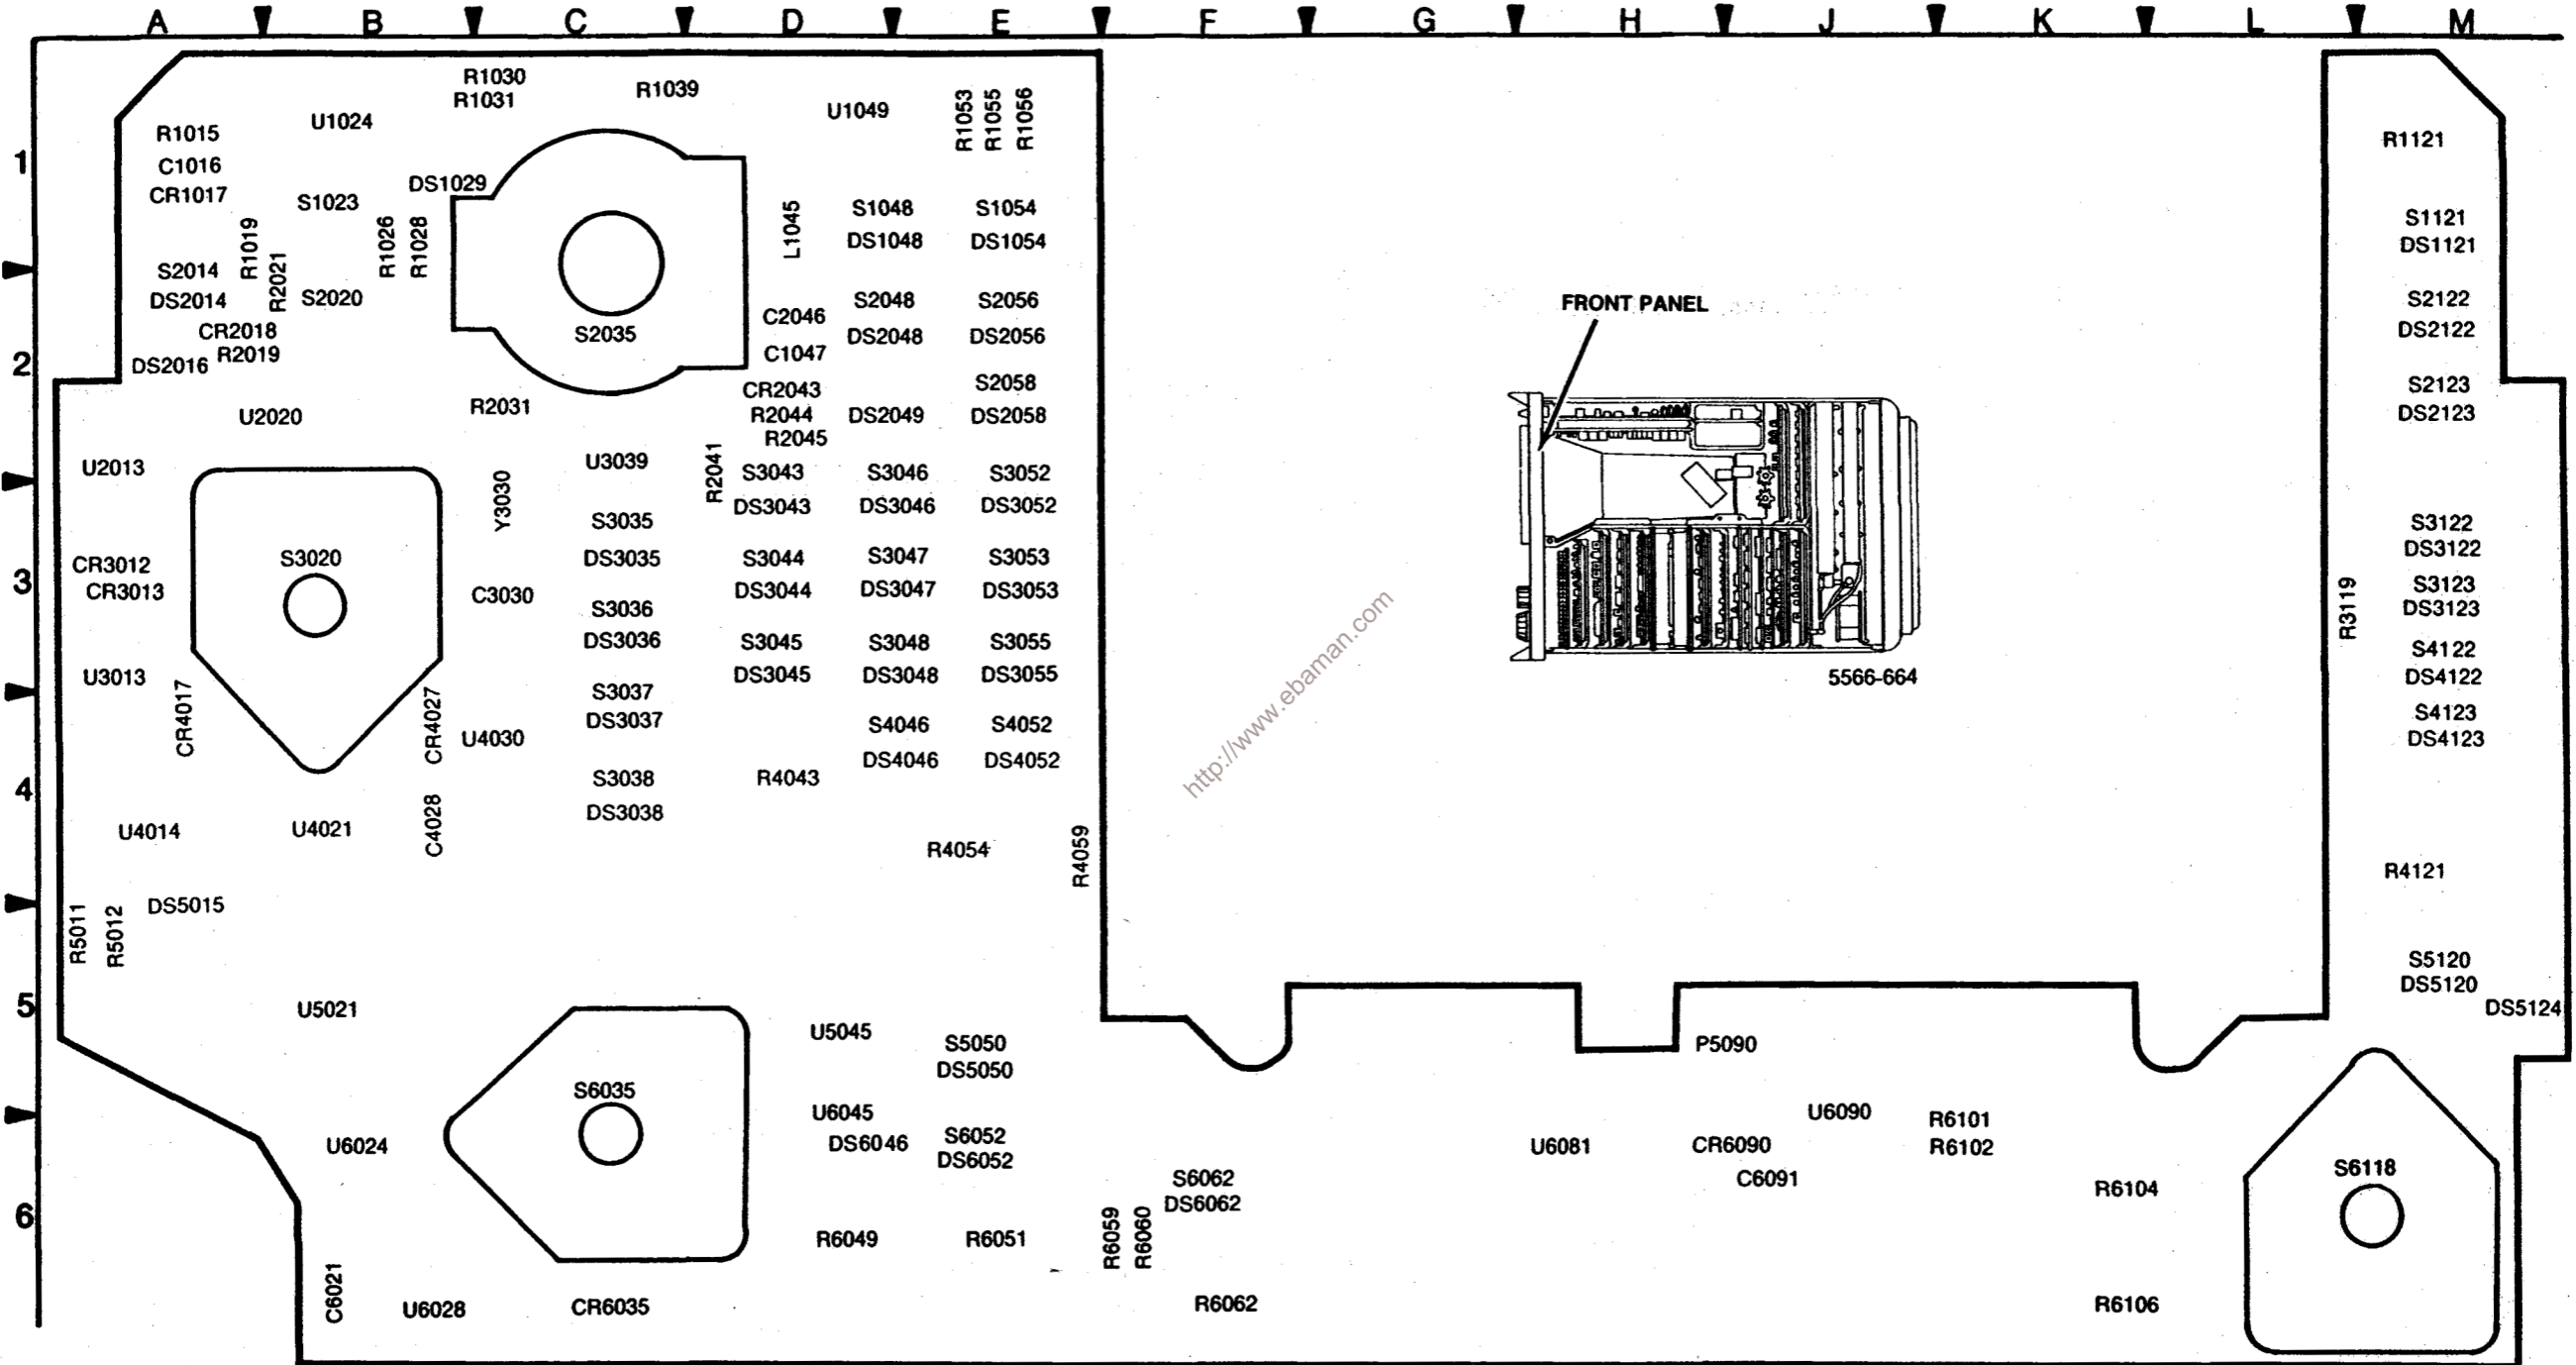 A B C D E F G H J K L M
1
2
3
4
5
6
R1030
R1031
R1039
U1049
R1053
R1055
R1056
U1024
R1015
C1016
CR1017
S1023
DS1029
R1019
R2021
R1026
R1028
L1045
S1048
DS1048
S1054
DS1054
S2014
DS2014
S2020
CR2018
R2019
DS2016
S2035
C2046
C1047
S2048
DS2048
S2056
DS2056
S2058
DS2058
CR2043
R2044
R2045
DS2049
U2020
R2031
U2013
U3039
R2041
Y3030
S3043
DS3043
S3046
DS3046
S3052
DS3052
S3035
DS3035
CR3012
CR3013
S3020
C3030
S3044
DS3044
S3047
DS3047
S3053
DS3053
S3036
DS3036
S3045
DS3045
S3048
DS3048
S3055
DS3055
U3013
CR4017
CR4027
U4030
S3037
DS3037
S4046
DS4046
S4052
DS4052
S3038
DS3038
R4043
U4014
U4021
C4028
R4054
R4059
R5011
R5012
DS5015
U5021
U5045
S5050
DS5050
S6035
U6045
DS6046
S6052
DS6052
U6024
R6049
R6051
R6059
R6060
S6062
DS6062
C6021
U6028
CR6035
R6062
FRONT PANEL
5566-664
http://www.ebaman.com
P5090
U6081
CR6090
C6091
U6090
R6101
R6102
R6104
R6106
R1121
S1121
DS1121
S2122
DS2122
S2123
DS2123
S3122
DS3122
R3119
S3123
DS3123
S4122
DS4122
S4123
DS4123
R4121
S5120
DS5120
DS5124
S6118